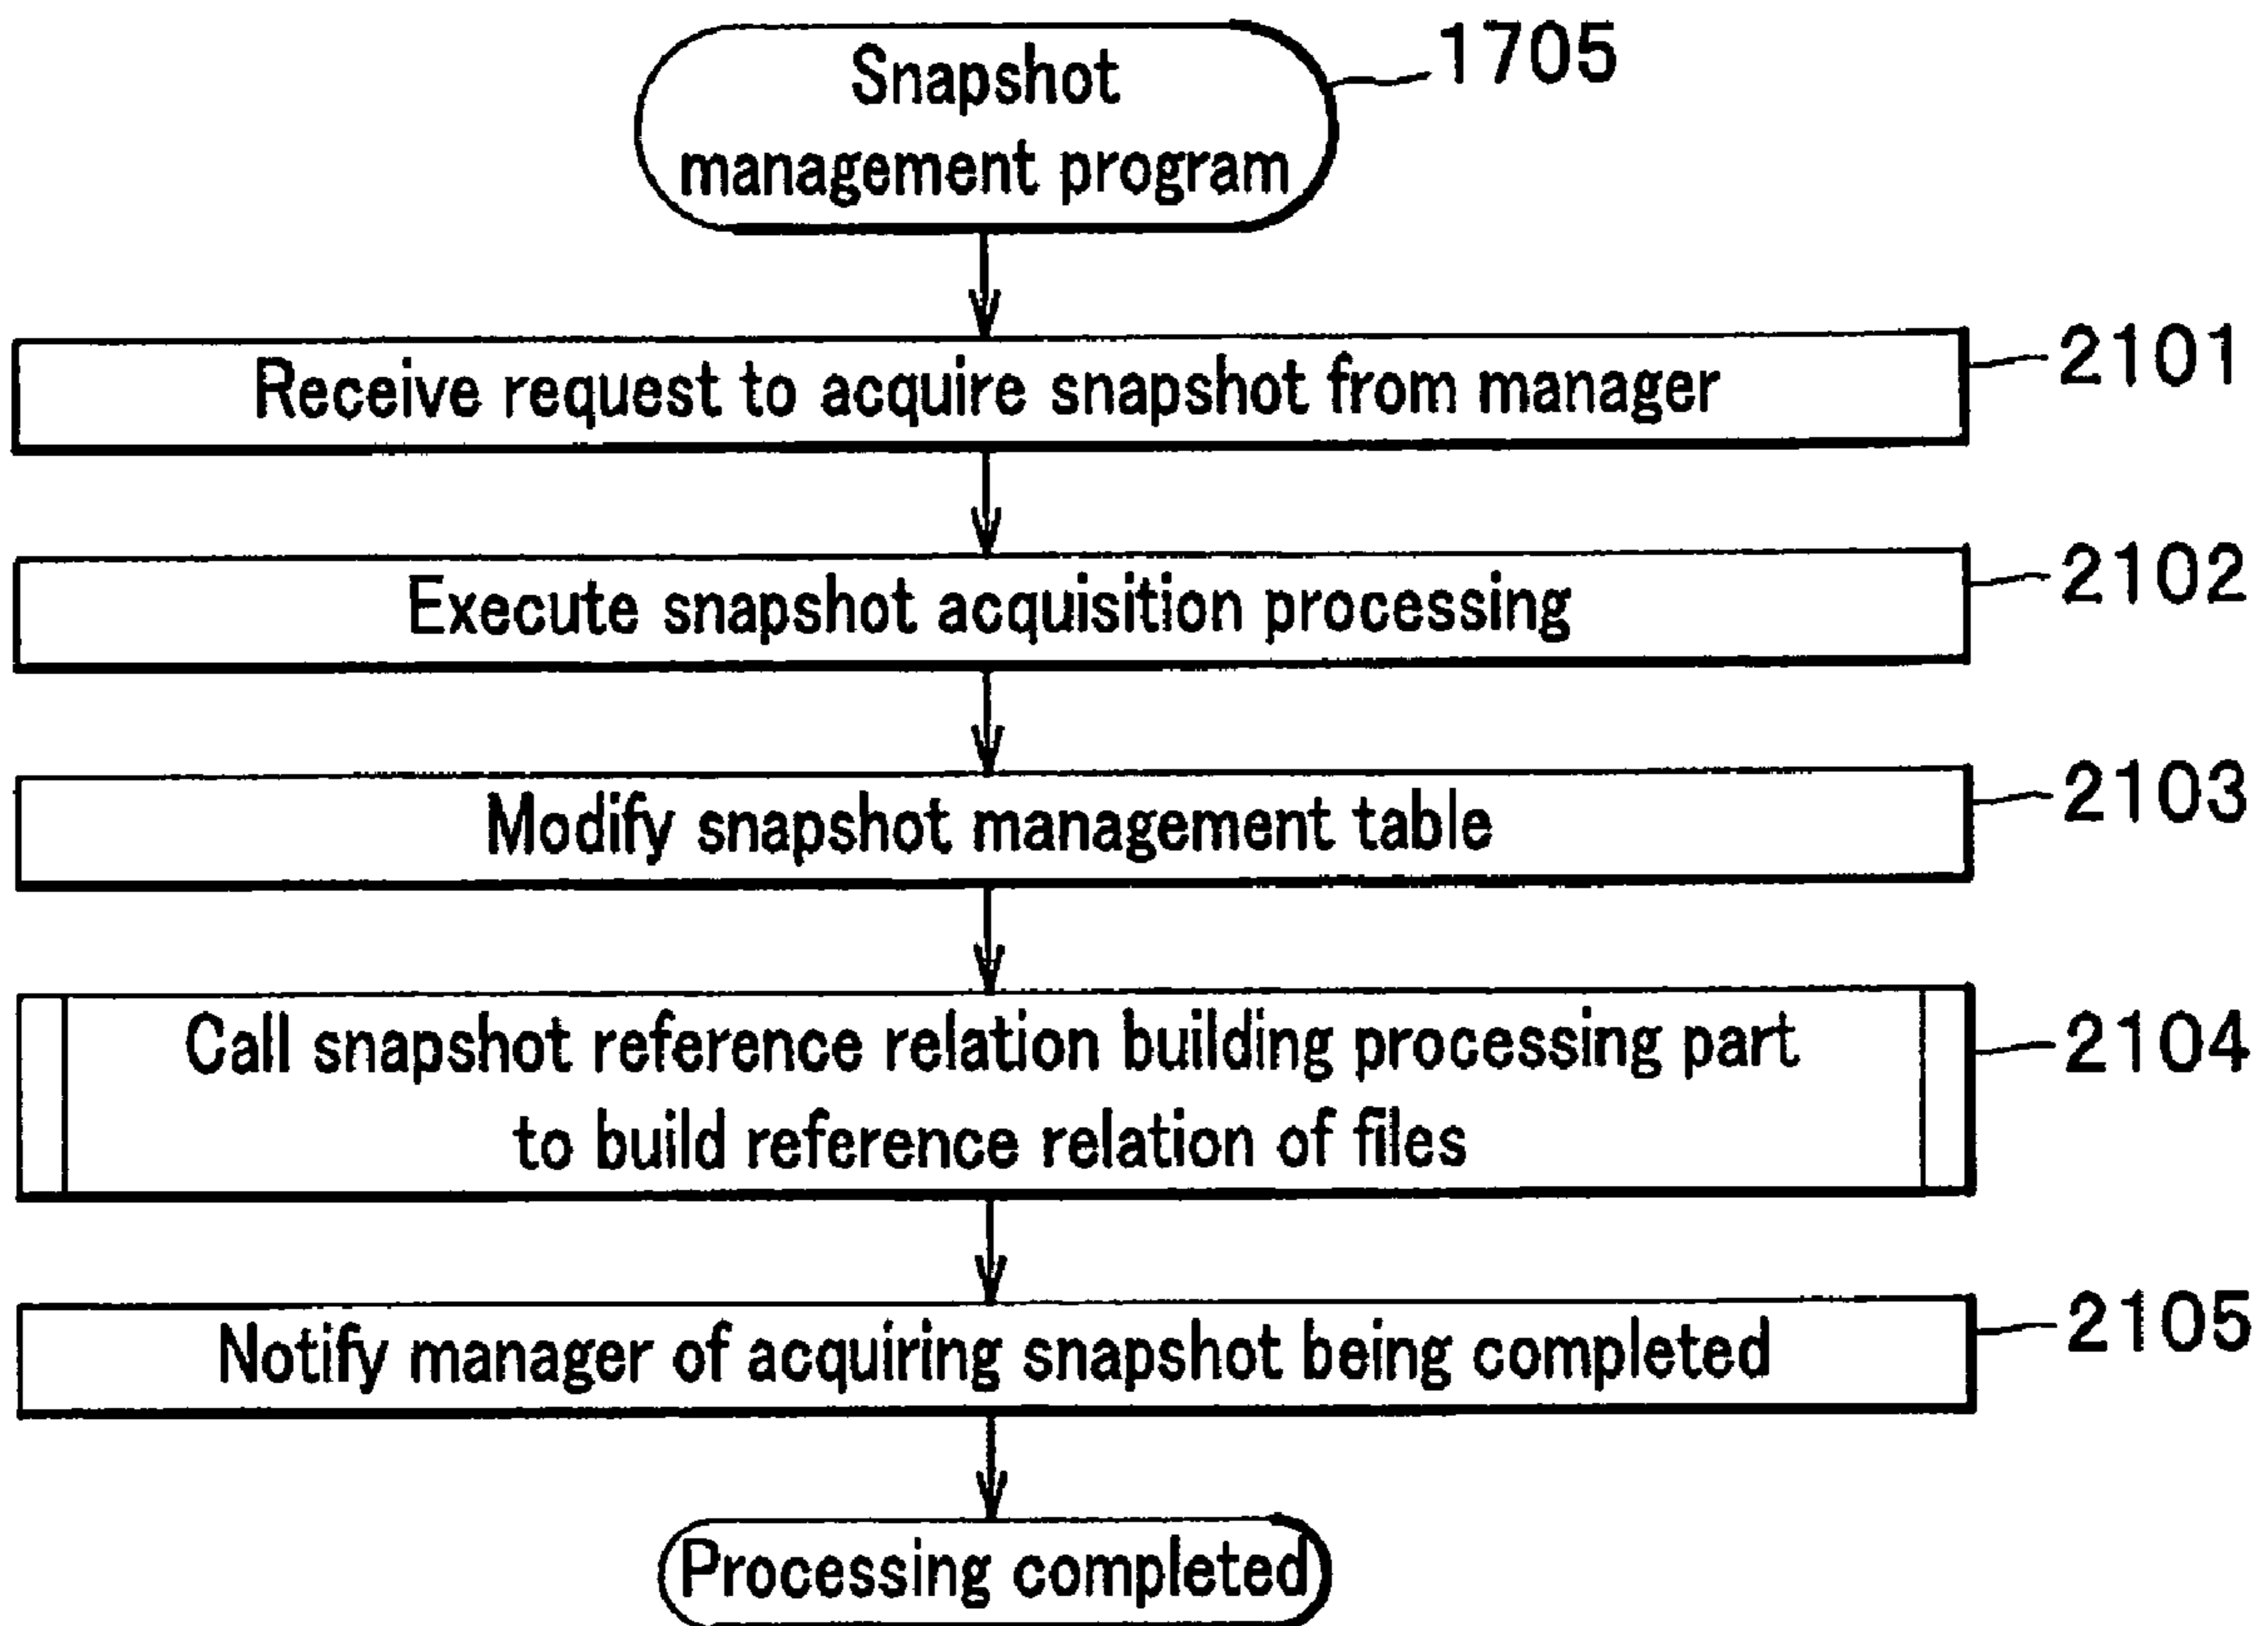 Snapshot
management program
1705
Receive request to acquire snapshot from manager
2101
Execute snapshot acquisition processing
2102
Modify snapshot management table
2103
Call snapshot reference relation building processing part
to build reference relation of files
2104
Notify manager of acquiring snapshot being completed
2105
Processing completed